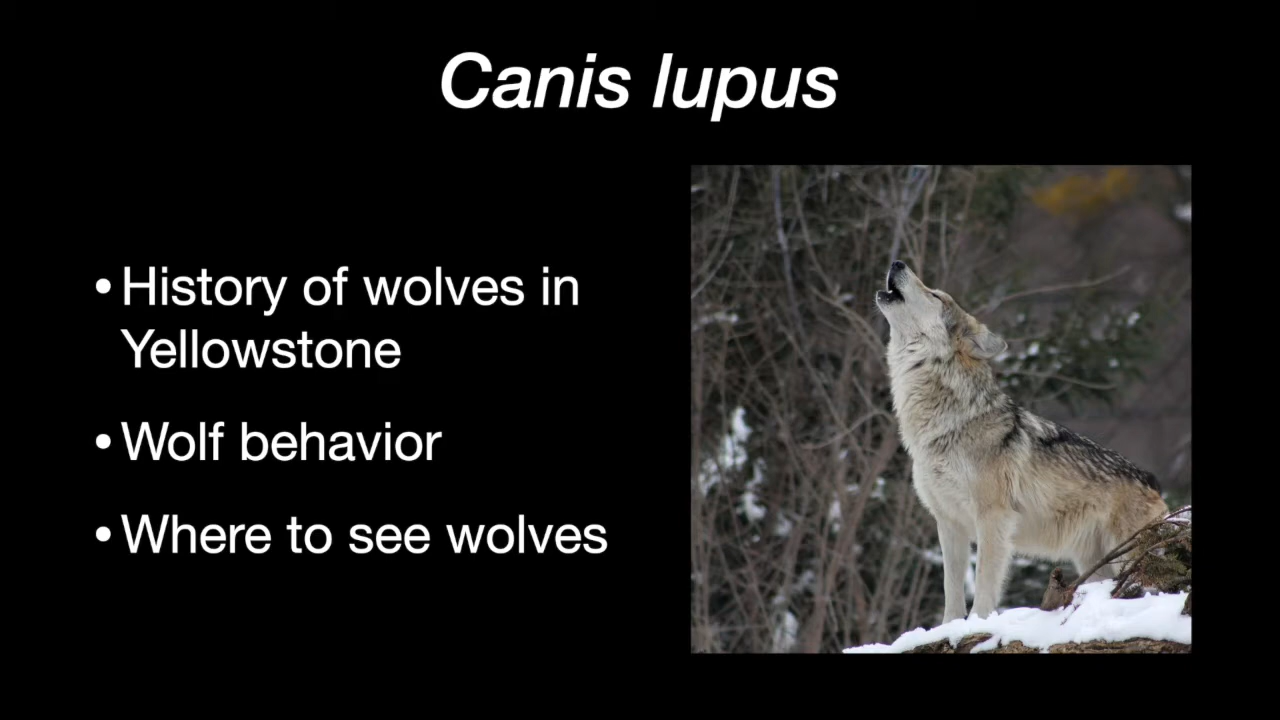 Canis lupus
• History of wolves in
Yellowstone
• Wolf behavior
• Where to see wolves